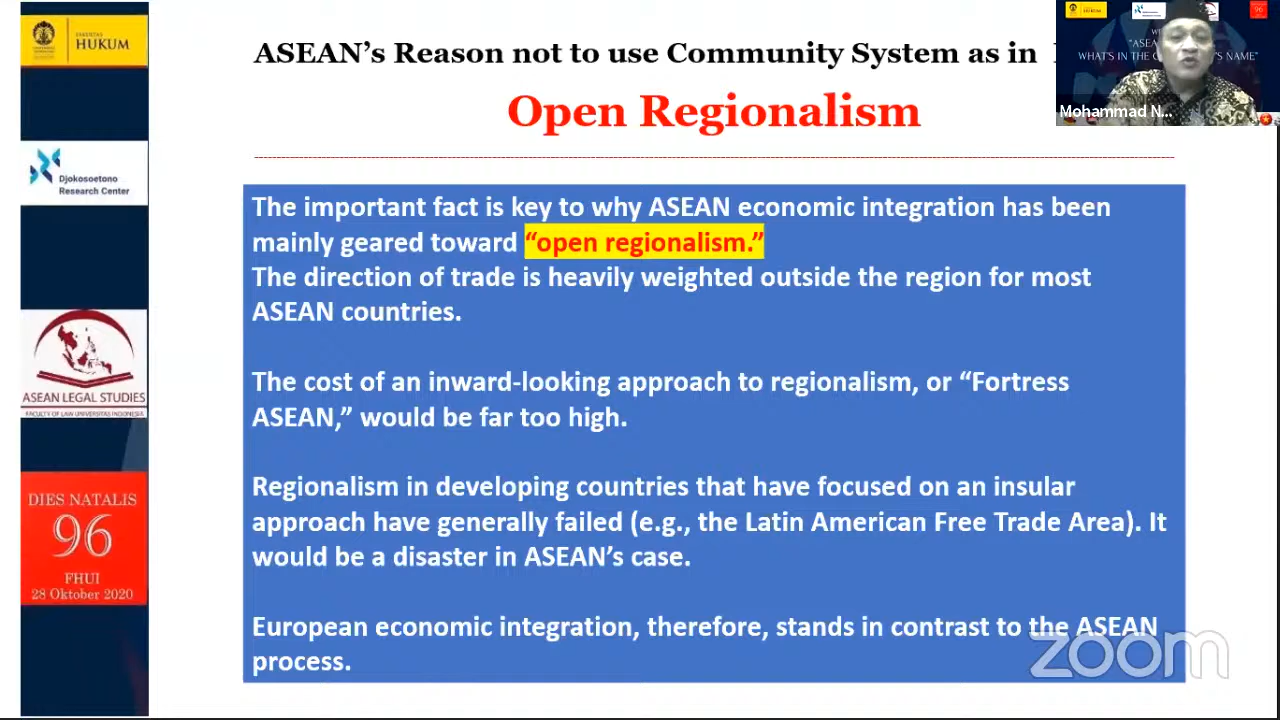 FAKULTAS
HUKUM
Djokosoetono
Research Center
ASEAN LEGAL STUDIES
FACULTY OF LAW UNIVERSITAS INDONESIA
DIES NATALIS
96
FHUI
28 Oktober 2020
ASEAN’s Reason not to use Community System as in
Open Regionalism
The important fact is key to why ASEAN economic integration has been
mainly geared toward “open regionalism.”
The direction of trade is heavily weighted outside the region for most
ASEAN countries.
The cost of an inward-looking approach to regionalism, or “Fortress
ASEAN,” would be far too high.
Regionalism in developing countries that have focused on an insular
approach have generally failed (e.g., the Latin American Free Trade Area). It
would be a disaster in ASEAN’s case.
European economic integration, therefore, stands in contrast to the ASEAN
process.
WHAT'S IN THE
NAME”
Mohammad N...
zoom